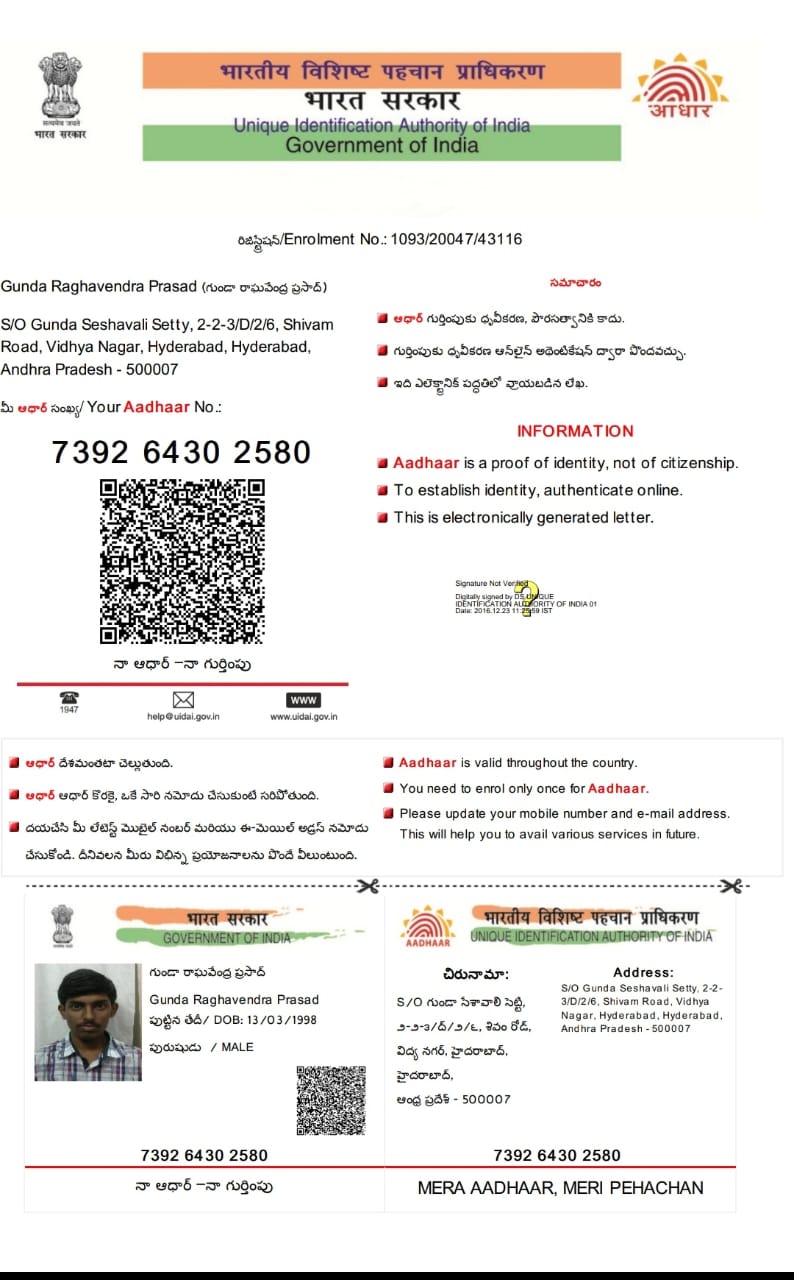 सत्यमेव जयते
भारत सरकार
भारतीय विशिष्ट पहचान प्राधिकरण
भारत सरकार
Unique Identification Authority of India
Government of India
आधार
రిజిస్ట్రేషన్/Enrolment No.: 1093/20047/43116
Gunda Raghavendra Prasad (గుండా రాఘవేంద్ర ప్రసాద్)
S/O Gunda Seshavali Setty, 2-2-3/D/2/6, Shivam
Road, Vidhya Nagar, Hyderabad, Hyderabad,
Andhra Pradesh - 500007
మీ ఆధార్ సంఖ్య/ Your Aadhaar No.:
7392 6430 2580
నా ఆధార్ –నా గుర్తింపు
1947
help@uidai.gov.in
www
www.uidai.gov.in
సమాచారం
ఆధార్ గుర్తింపుకు ధృవీకరణ, పౌరసత్వానికి కాదు.
గుర్తింపుకు ధృవీకరణ ఆన్‌లైన్ అథెంటికేషన్ ద్వారా పొందవచ్చు.
ఇది ఎలెక్ట్రానిక్ పద్ధతిలో వ్రాయబడిన లేఖ.
INFORMATION
Aadhaar is a proof of identity, not of citizenship.
To establish identity, authenticate online.
This is electronically generated letter.
Signature Not Verified
Digitally signed by DS UNIQUE
IDENTIFICATION AUTHORITY OF INDIA 01
Date: 2016.12.23 11:25:59 IST
ఆధార్ దేశమంతటా చెల్లుతుంది.
ఆధార్ ఆధార్ కొరకై, ఒకే సారి నమోదు చేసుకుంటే సరిపోతుంది.
దయచేసి మీ లేటెస్ట్ మొబైల్ నంబర్ మరియు ఈ-మెయిల్ అడ్రస్ నమోదు
చేసుకోండి. దీనివలన మీరు విభిన్న ప్రయోజనాలను పొందే వీలుంటుంది.
Aadhaar is valid throughout the country.
You need to enrol only once for Aadhaar.
Please update your mobile number and e-mail address.
This will help you to avail various services in future.
भारत सरकार
GOVERNMENT OF INDIA
గుండా రాఘవేంద్ర ప్రసాద్
Gunda Raghavendra Prasad
పుట్టిన తేదీ/ DOB: 13/03/1998
పురుషుడు / MALE
7392 6430 2580
నా ఆధార్ –నా గుర్తింపు
AADHAAR
भारतीय विशिष्ट पहचान प्राधिकरण
UNIQUE IDENTIFICATION AUTHORITY OF INDIA
చిరునామా:
S/O గుండా సేశావాలి సెట్టి,
౨-౨-౩/డ్/౨/౬, శివం రోడ్,
విద్య నగర్, హైదరాబాద్,
హైదరాబాద్,
ఆంధ్ర ప్రదేశ్ - 500007
Address:
S/O Gunda Seshavali Setty, 2-2-
3/D/2/6, Shivam Road, Vidhya
Nagar, Hyderabad, Hyderabad,
Andhra Pradesh - 500007
7392 6430 2580
MERA AADHAAR, MERI PEHACHAN